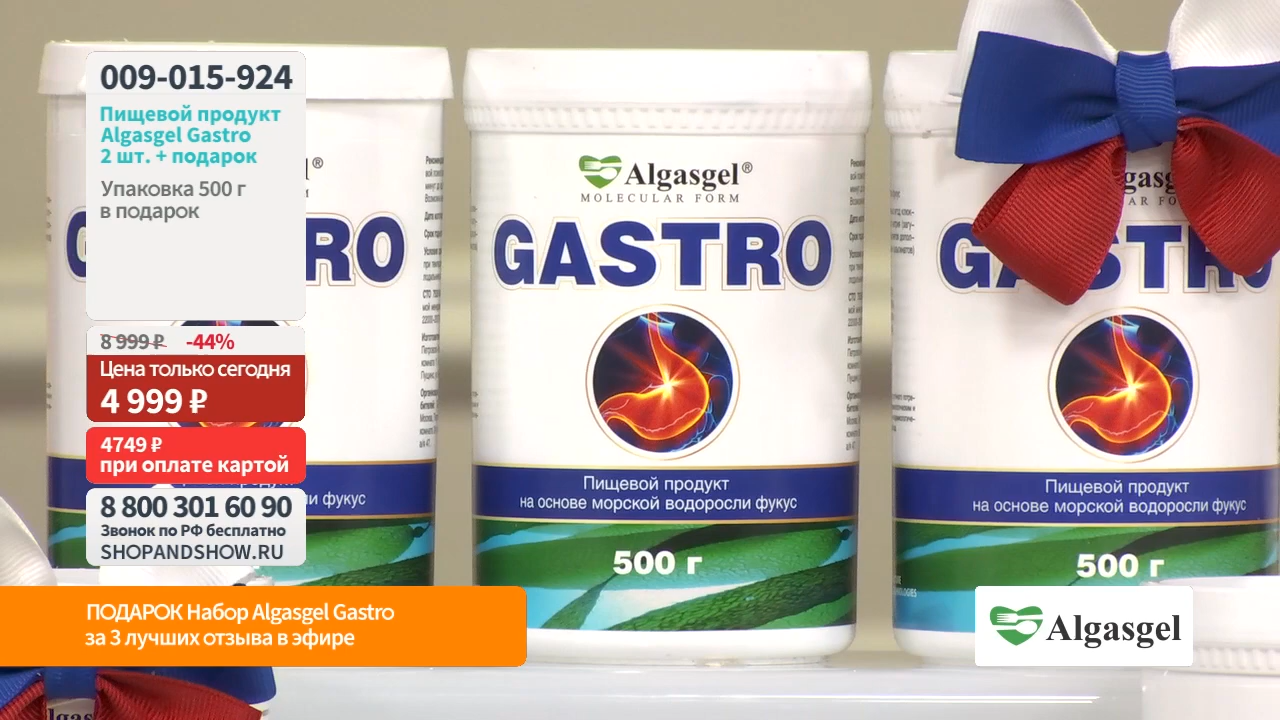 009-015-924
Пищевой продукт
Algasgel Gastro
2 шт. + подарок
Упаковка 500 г
в подарок
8 999 ₽ -44%
Цена только сегодня
4 999 ₽
4749 ₽
при оплате картой
8 800 301 60 90
Звонок по РФ бесплатно
SHOPANDSHOW.RU
ПОДАРОК Набор Algasgel Gastro
за 3 лучших отзыва в эфире
Algasgel®
MOLECULAR FORM
GASTRO
Пищевой продукт
на основе морской водоросли фукус
500 г
GASTRO
Пищевой продукт
на основе морской водоросли фукус
500 г
Algasgel